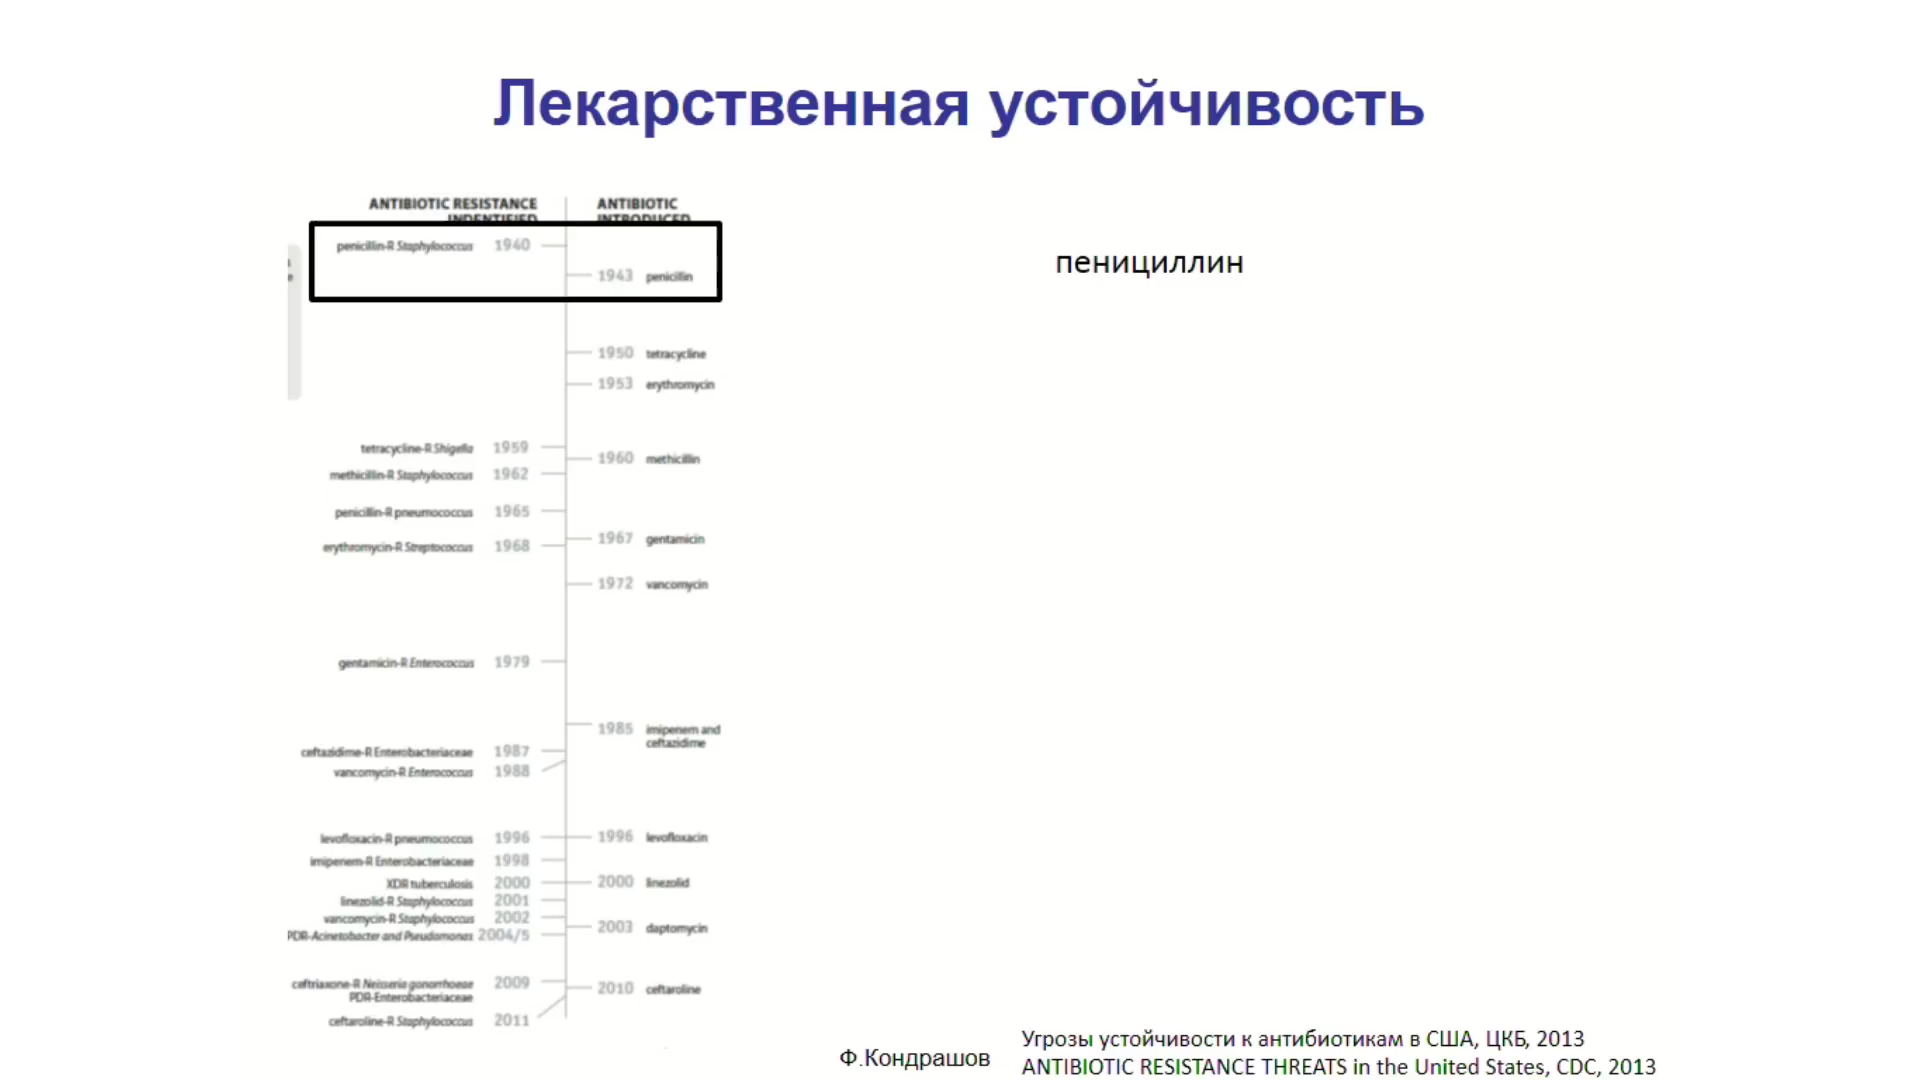 Лекарственная устойчивость
ANTIBIOTIC RESISTANCE
INDENTIFIED
ANTIBIOTIC
INTRODUCED
penicillin-R Staphylococcus 1940
1943 penicillin
пенициллин
1950 tetracycline
1953 erythromycin
tetracycline-R Shigella 1959
1960 methicillin
methicillin-R Staphylococcus 1962
penicillin-R pneumococcus 1965
1967 gentamicin
erythromycin-R Streptococcus 1968
1972 vancomycin
gentamicin-R Enterococcus 1979
1985 imipenem and
ceftazidime
ceftazidime-R Enterobacteriaceae 1987
vancomycin-R Enterococcus 1988
levofloxacin-R pneumococcus 1996
1996 levofloxacin
imipenem-R Enterobacteriaceae 1998
XDR tuberculosis 2000
2000 linezolid
linezolid-R Staphylococcus 2001
vancomycin-R Staphylococcus 2002
2003 daptomycin
PDR-Acinetobacter and Pseudomonas 2004/5
ceftriaxone-R Neisseria gonorrhoeae 2009
PDR-Enterobacteriaceae
2010 ceftaroline
ceftaroline-R Staphylococcus 2011
Ф.Кондрашов
Угрозы устойчивости к антибиотикам в США, ЦКБ, 2013
ANTIBIOTIC RESISTANCE THREATS in the United States, CDC, 2013